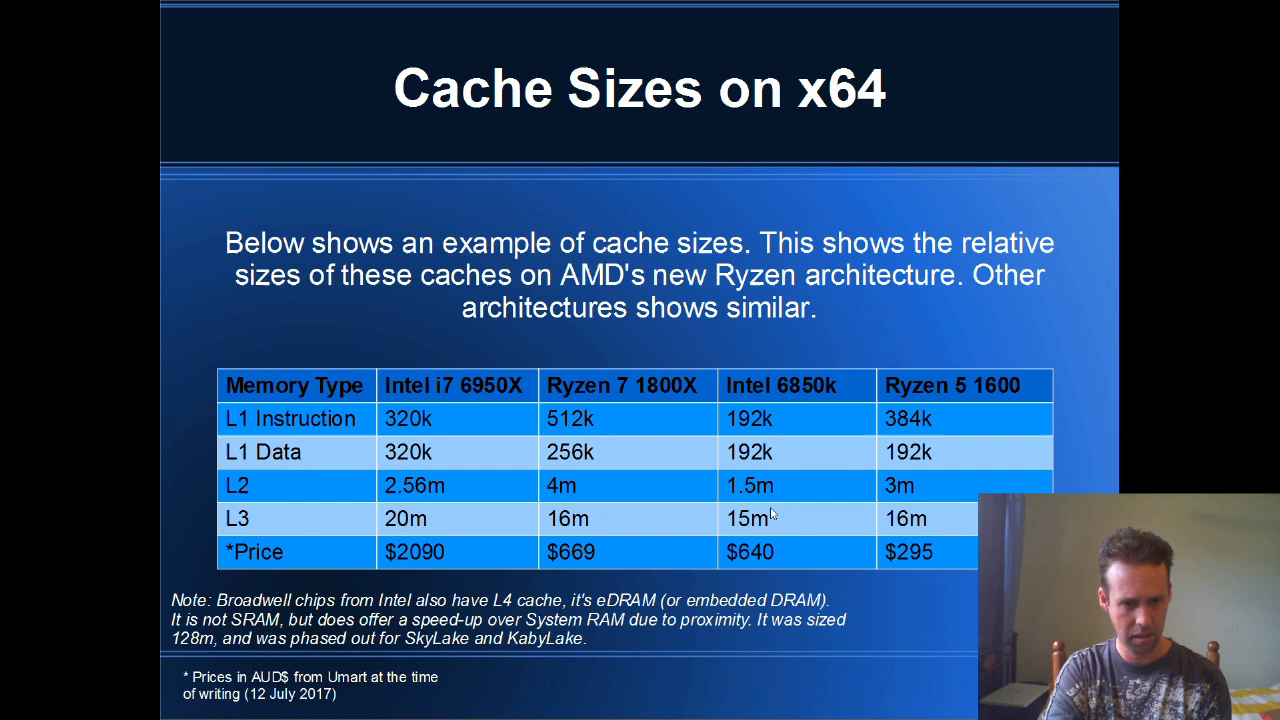 Cache Sizes on x64
Below shows an example of cache sizes. This shows the relative
sizes of these caches on AMD's new Ryzen architecture. Other
architectures shows similar.
Memory Type Intel i7 6950X Ryzen 7 1800X Intel 6850k Ryzen 5 1600
L1 Instruction 320k 512k 192k 384k
L1 Data 320k 256k 192k 192k
L2 2.56m 4m 1.5m 3m
L3 20m 16m 15m 16m
*Price $2090 $669 $640 $295
Note: Broadwell chips from Intel also have L4 cache, it's eDRAM (or embedded DRAM).
It is not SRAM, but does offer a speed-up over System RAM due to proximity. It was sized
128m, and was phased out for SkyLake and KabyLake.
* Prices in AUD$ from Umart at the time
of writing (12 July 2017)